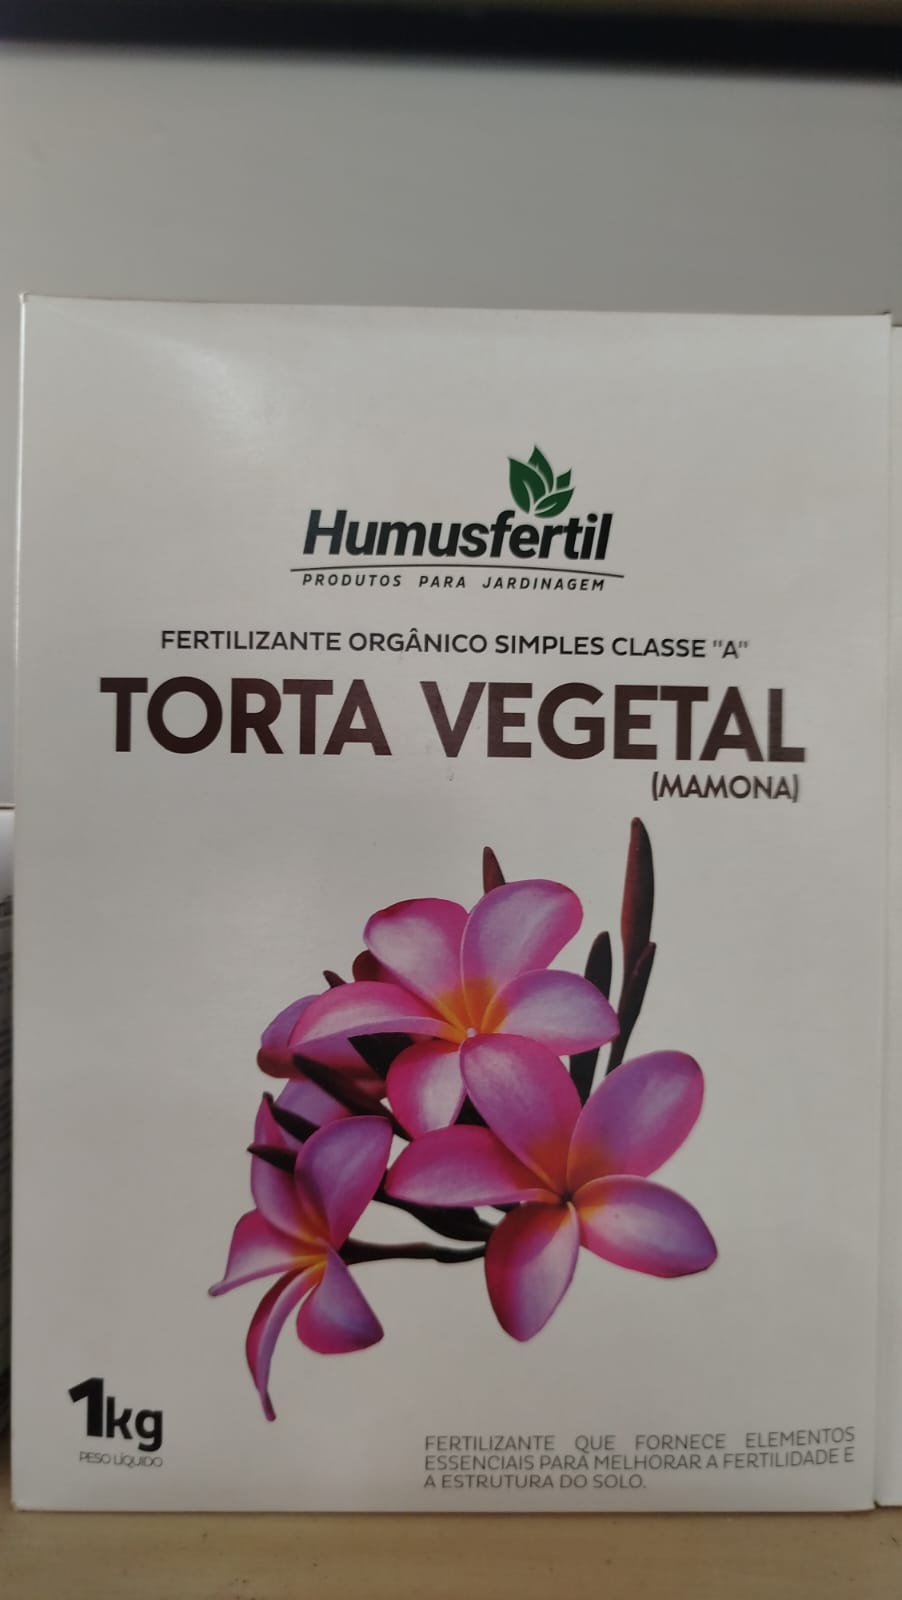 Humusfertil
PRODUTOS PARA JARDINAGEM
FERTILIZANTE ORGÂNICO SIMPLES CLASSE "A"
TORTA VEGETAL
(MAMONA)
1kg
PESO LÍQUIDO
FERTILIZANTE QUE FORNECE ELEMENTOS
ESSENCIAIS PARA MELHORAR A FERTILIDADE E
A ESTRUTURA DO SOLO.